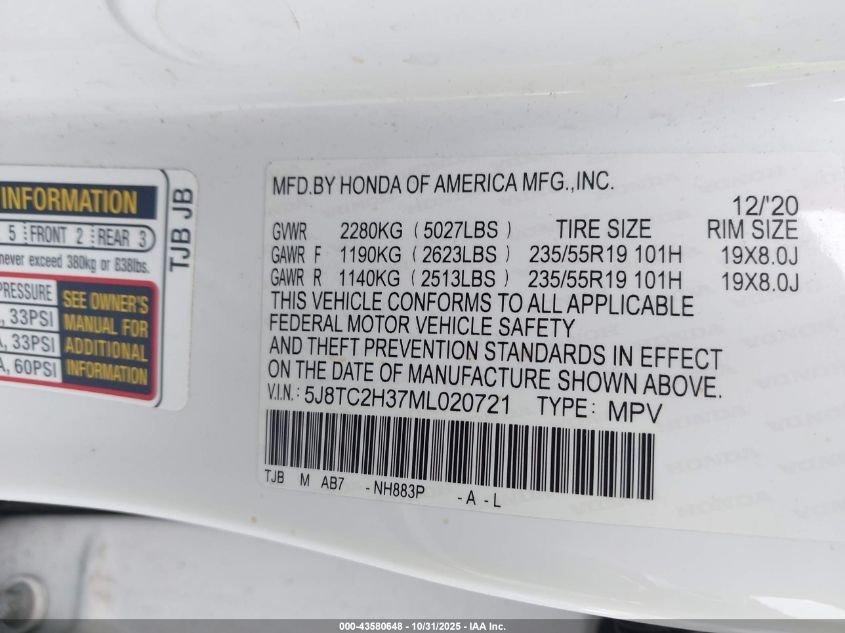 INFORMATION
5 FRONT 2 REAR 3
never exceed 380kg or 838lbs.
PRESSURE
33PSI
33PSI
60PSI
SEE OWNER'S
MANUAL FOR
ADDITIONAL
INFORMATION
TJB JB
MFD.BY HONDA OF AMERICA MFG.,INC.
12/'20
GVWR 2280KG (5027LBS) TIRE SIZE RIM SIZE
GAWR F 1190KG (2623LBS) 235/55R19 101H 19X8.0J
GAWR R 1140KG (2513LBS) 235/55R19 101H 19X8.0J
THIS VEHICLE CONFORMS TO ALL APPLICABLE
FEDERAL MOTOR VEHICLE SAFETY
AND THEFT PREVENTION STANDARDS IN EFFECT
ON THE DATE OF MANUFACTURE SHOWN ABOVE.
V.I.N.: 5J8TC2H37ML020721 TYPE: MPV
TJB M AB7 -NH883P -A-L
000-43580648 - 10/31/2025 - IAA Inc.